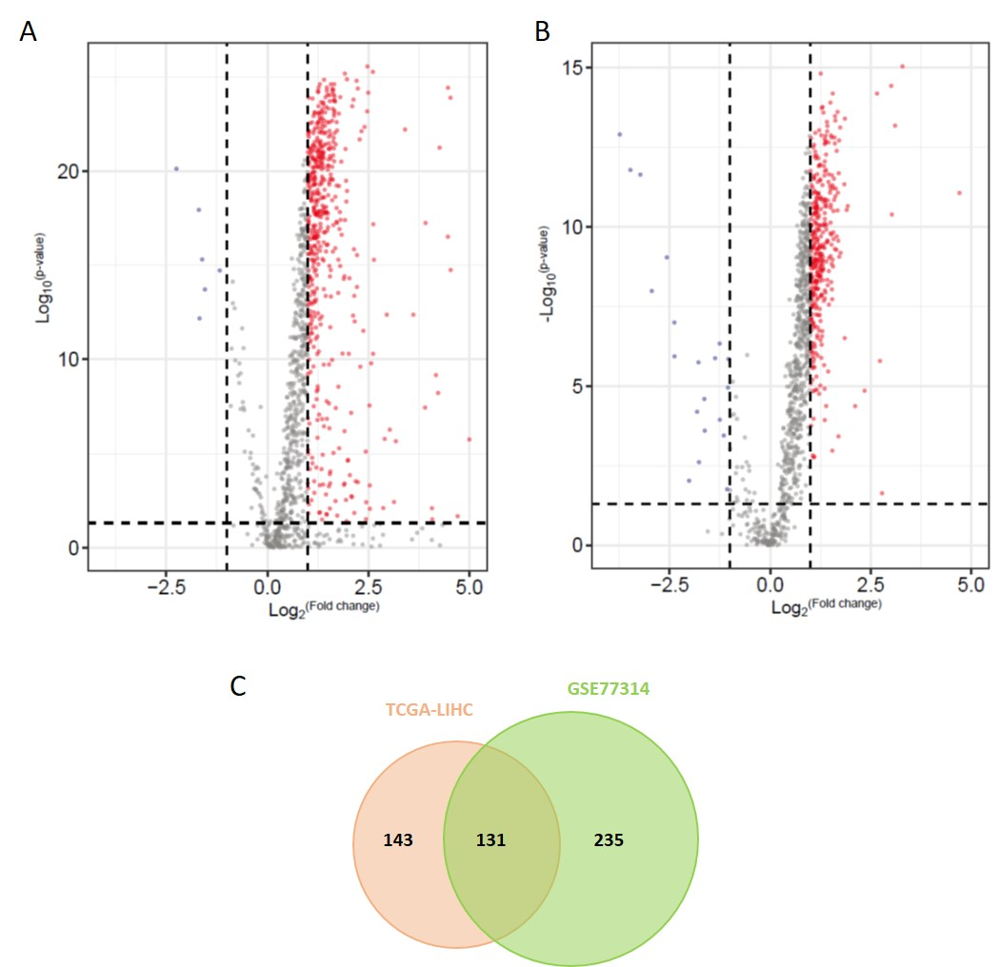 A
B
20
10
0
Log10(p-value)
−2.5
0.0
2.5
5.0
Log2(Fold change)
15
10
5
0
-Log10(p-value)
−2.5
0.0
2.5
5.0
Log2(Fold change)
C
GSE77314
TCGA-LIHC
143
131
235